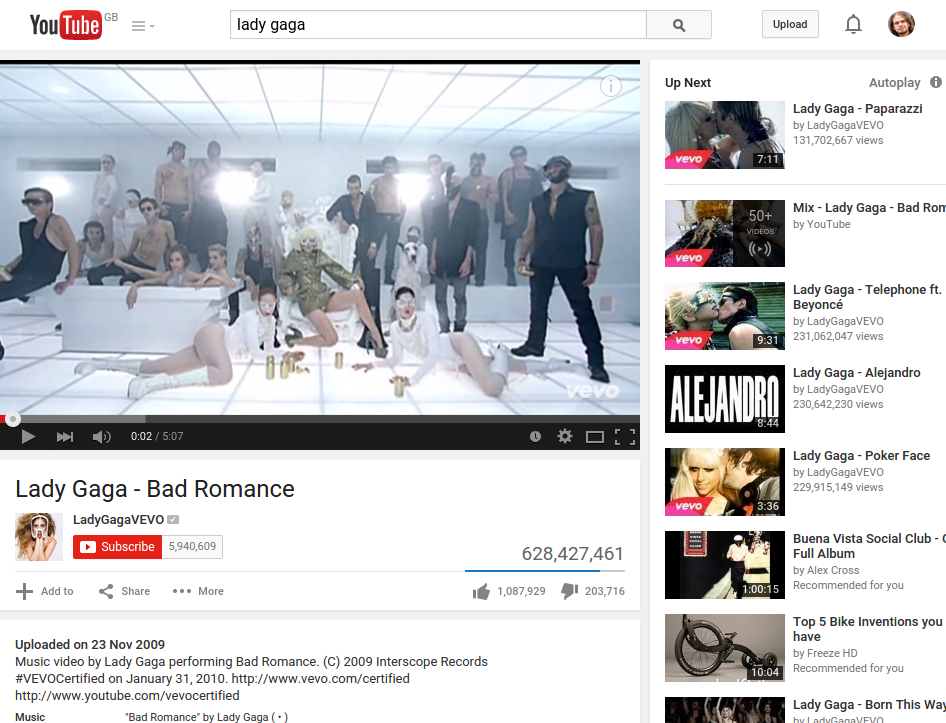 YouTube GB
lady gaga
Upload
vevo
0:02 / 5:07
Lady Gaga - Bad Romance
LadyGagaVEVO
Subscribe 5,940,609
628,427,461
Add to Share More 1,087,929 203,716
Uploaded on 23 Nov 2009
Music video by Lady Gaga performing Bad Romance. (C) 2009 Interscope Records
#VEVOCertified on January 31, 2010. http://www.vevo.com/certified
http://www.youtube.com/vevocertified
Music "Bad Romance" by Lady Gaga ( • )
Up Next Autoplay
vevo 7:11
Lady Gaga - Paparazzi
by LadyGagaVEVO
131,702,667 views
vevo 50+
VIDEOS
Mix - Lady Gaga - Bad Rom
by YouTube
vevo 9:31
Lady Gaga - Telephone ft.
Beyoncé
by LadyGagaVEVO
231,062,047 views
ALEJANDRO
8:44
Lady Gaga - Alejandro
by LadyGagaVEVO
230,642,230 views
vevo 3:36
Lady Gaga - Poker Face
by LadyGagaVEVO
229,915,149 views
1:00:15
Buena Vista Social Club -
Full Album
by Alex Cross
Recommended for you
10:04
Top 5 Bike Inventions you
have
by Freeze HD
Recommended for you
Lady Gaga - Born This Way
by LadyGagaVEVO